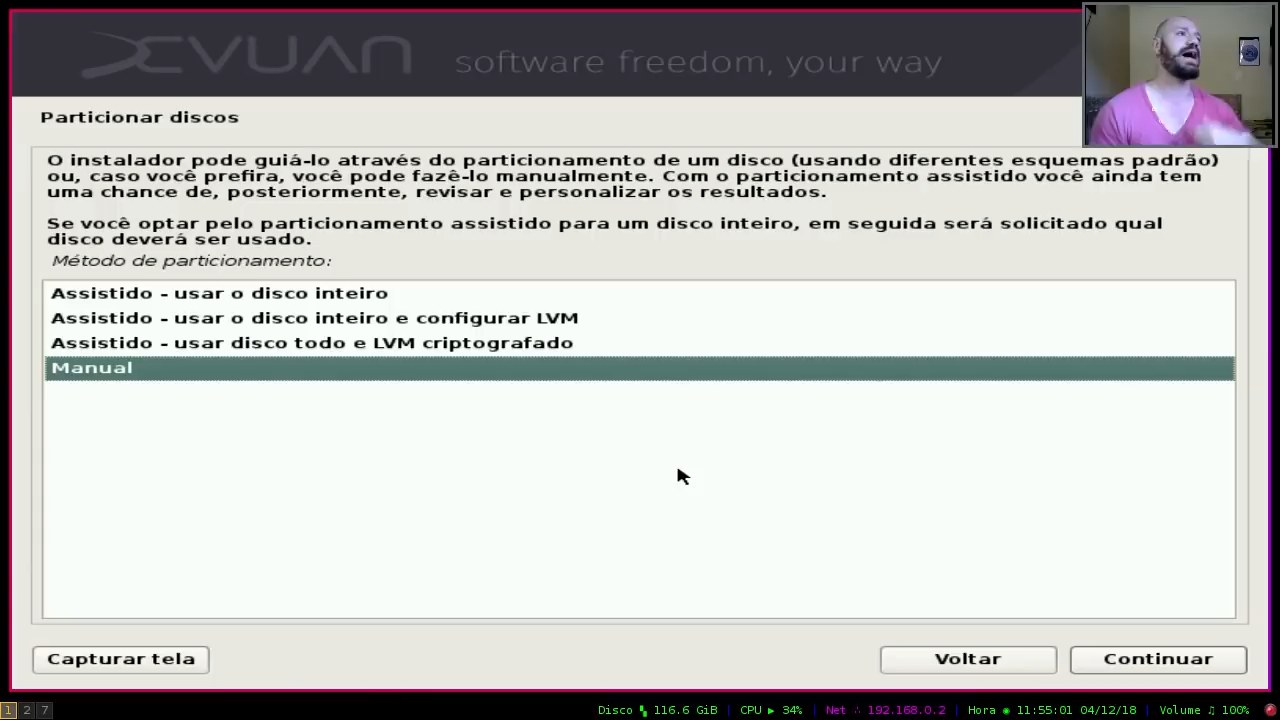 DEVUAN software freedom, your way
Particionar discos
O instalador pode guiá-lo através do particionamento de um disco (usando diferentes esquemas padrão)
ou, caso você prefira, você pode fazê-lo manualmente. Com o particionamento assistido você ainda tem
uma chance de, posteriormente, revisar e personalizar os resultados.
Se você optar pelo particionamento assistido para um disco inteiro, em seguida será solicitado qual
disco deverá ser usado.
Método de particionamento:
Assistido - usar o disco inteiro
Assistido - usar o disco inteiro e configurar LVM
Assistido - usar disco todo e LVM criptografado
Manual
Capturar tela
Voltar
Continuar
1 2 7
Disco ▚ 116.6 GiB | CPU ▶ 34% | Net ∴ 192.168.0.2 | Hora ◉ 11:55:01 04/12/18 | Volume ♫ 100%